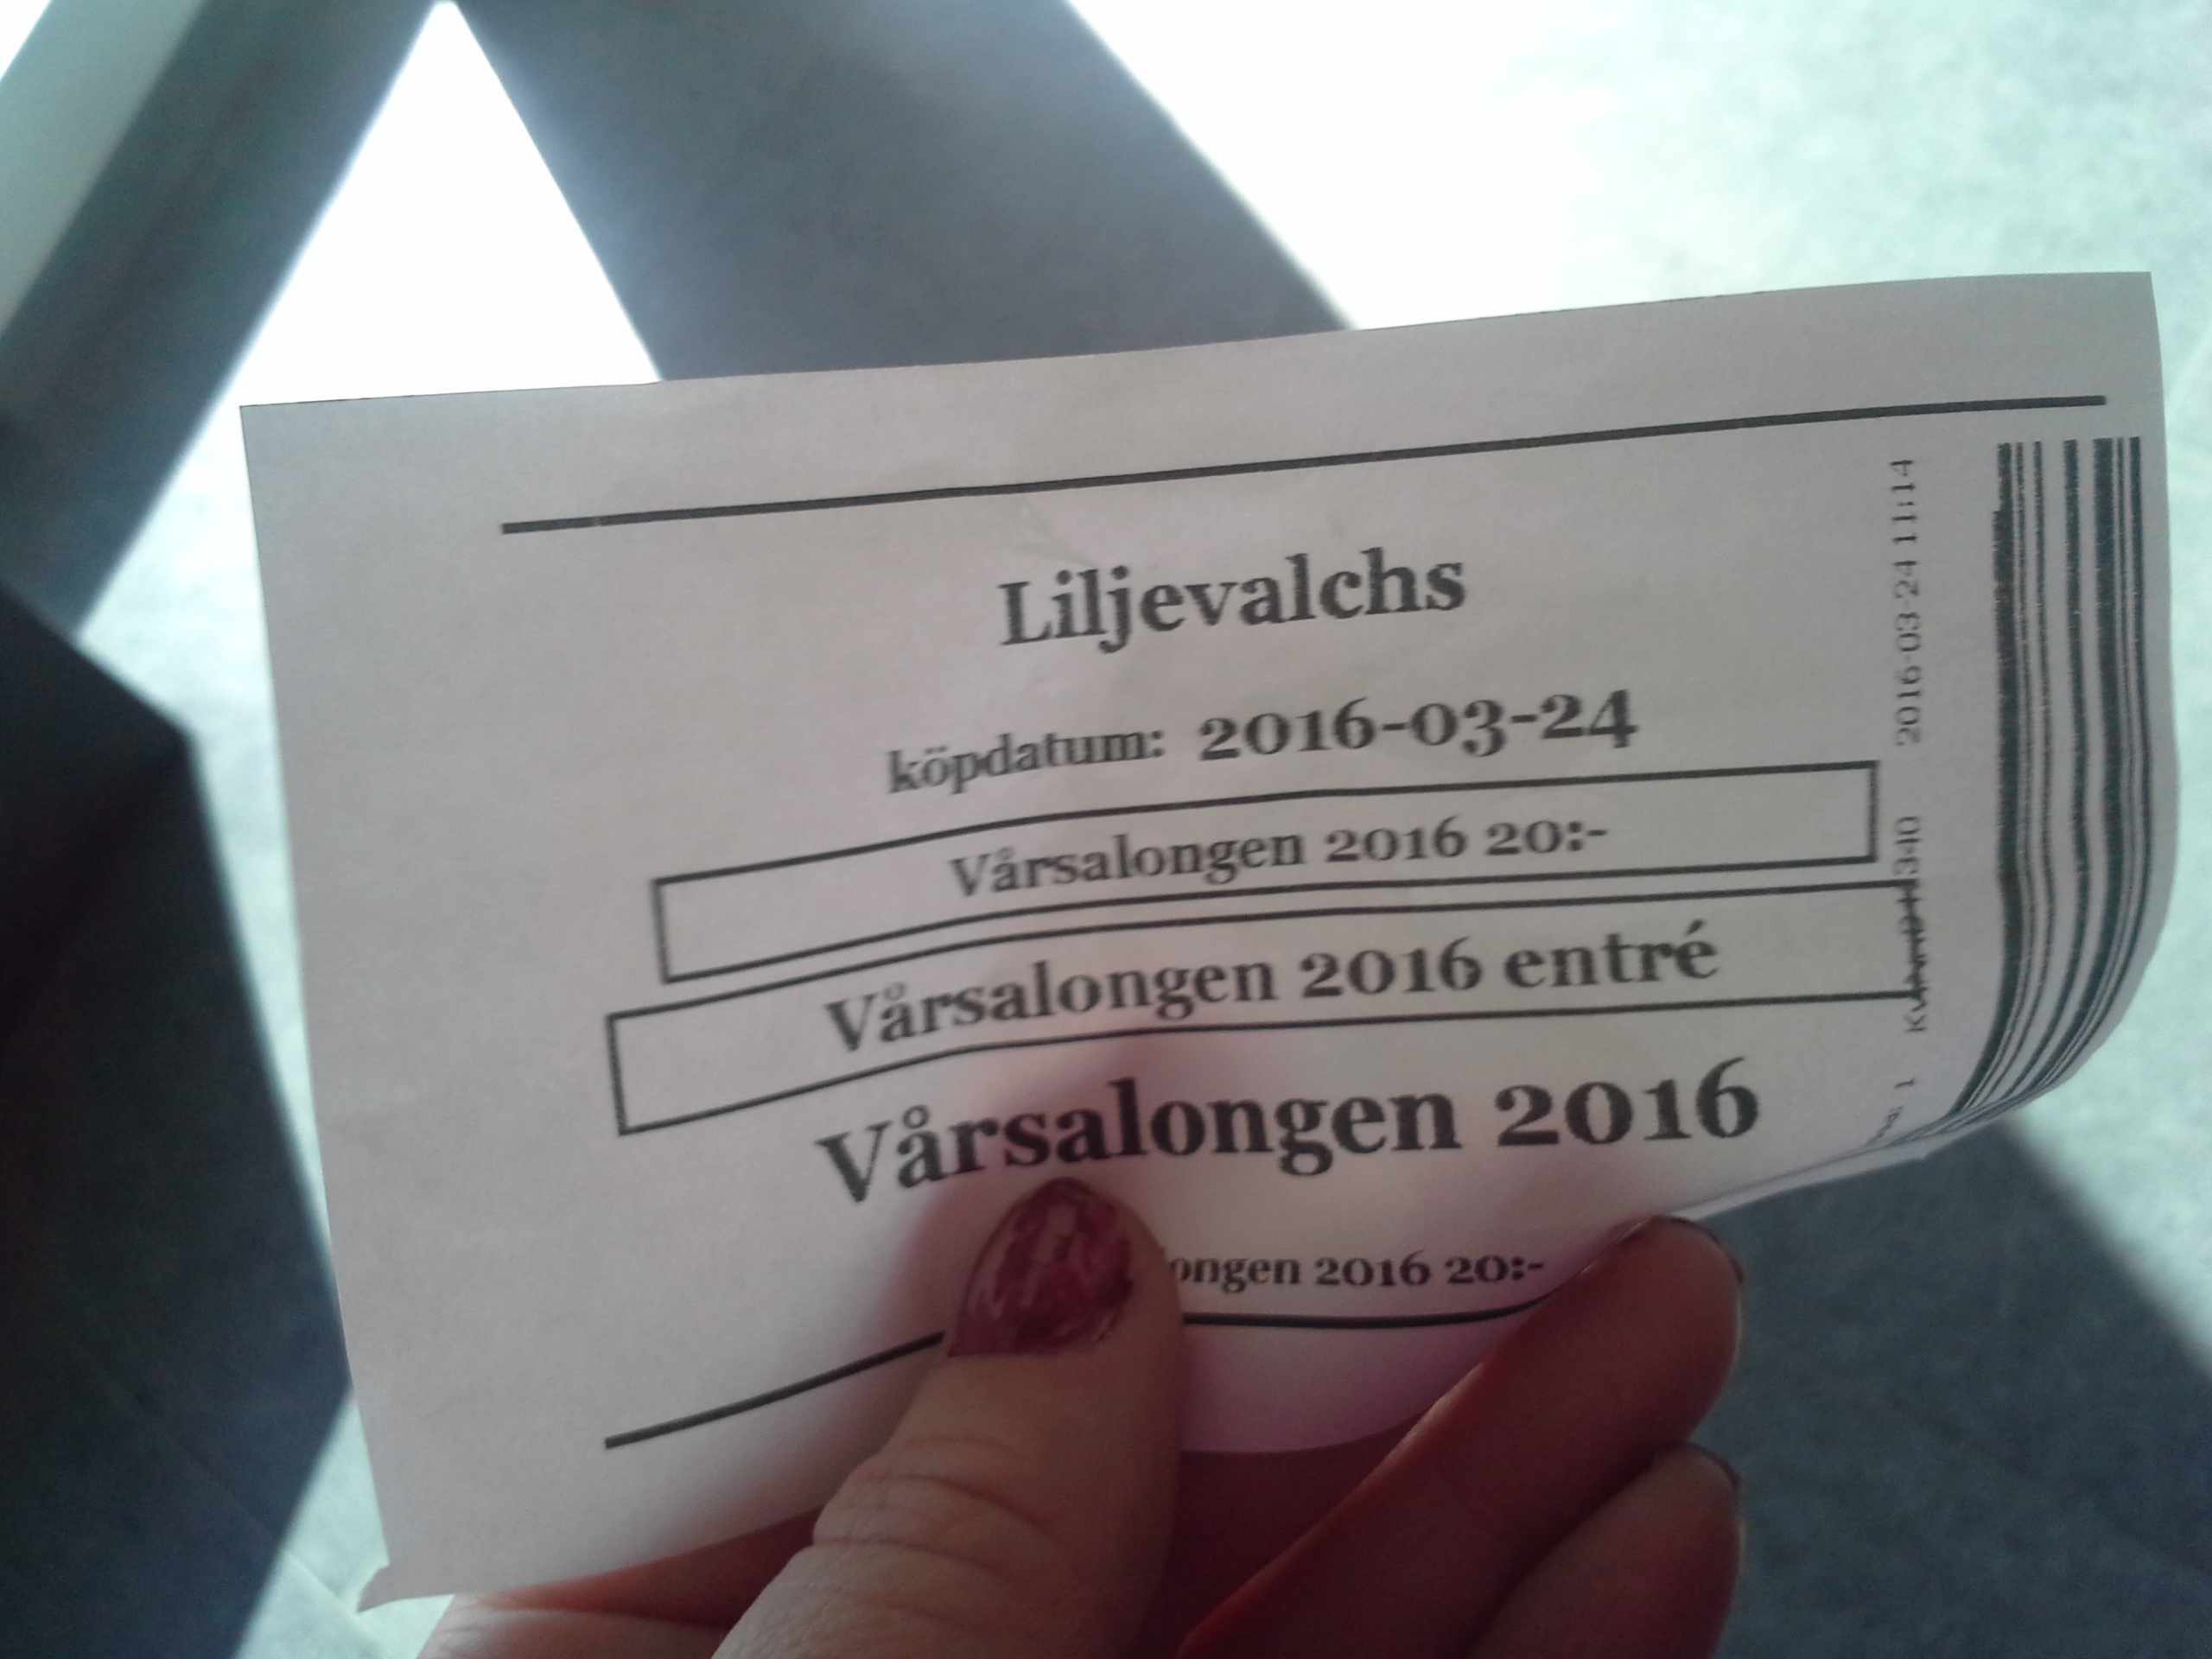 Liljevalchs
köpdatum: 2016-03-24
Vårsalongen 2016 20:-
Vårsalongen 2016 entré
Vårsalongen 2016
ongen 2016 20:-
1 2016-03-24 11:14